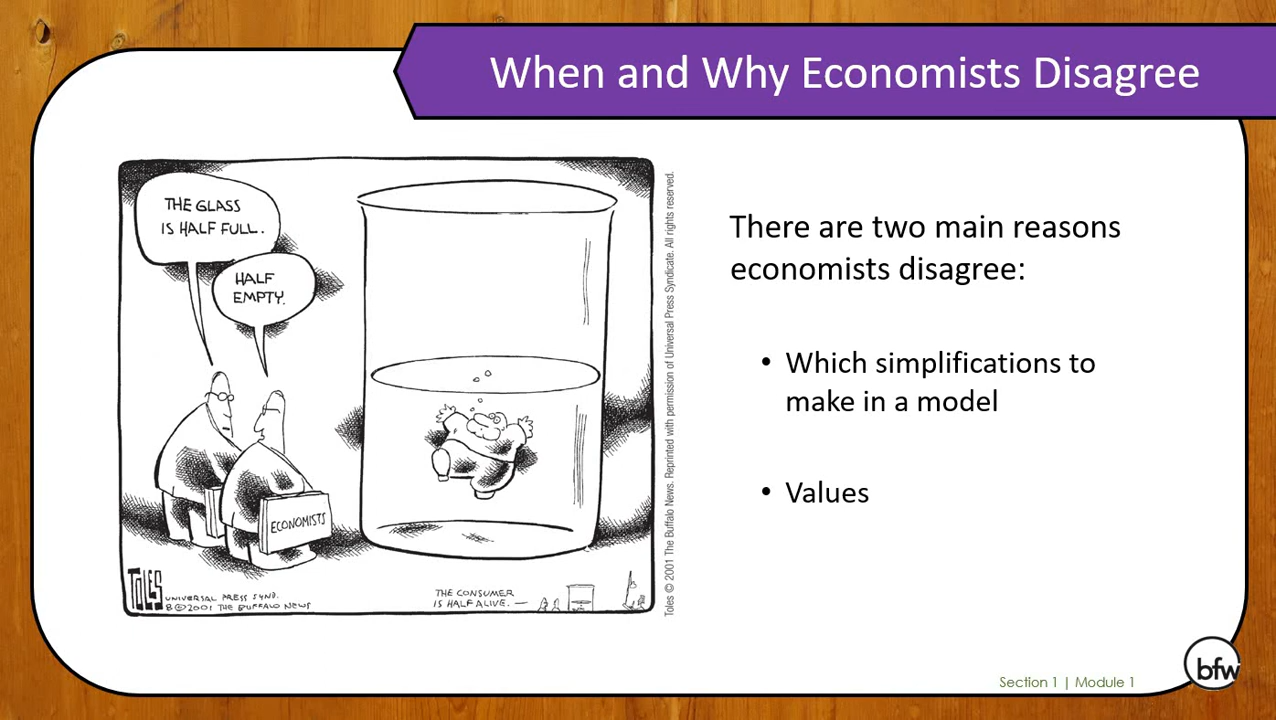 When and Why Economists Disagree
THE GLASS
IS HALF FULL.
HALF
EMPTY.
ECONOMISTS
TOLES
UNIVERSAL PRESS SYND.
©2001 THE BUFFALO NEWS
THE CONSUMER
IS HALF ALIVE. —
Toles © 2001 The Buffalo News. Reprinted with permission of Universal Press Syndicate. All rights reserved.
There are two main reasons
economists disagree:
• Which simplifications to
make in a model
• Values
Section 1 | Module 1
bfw